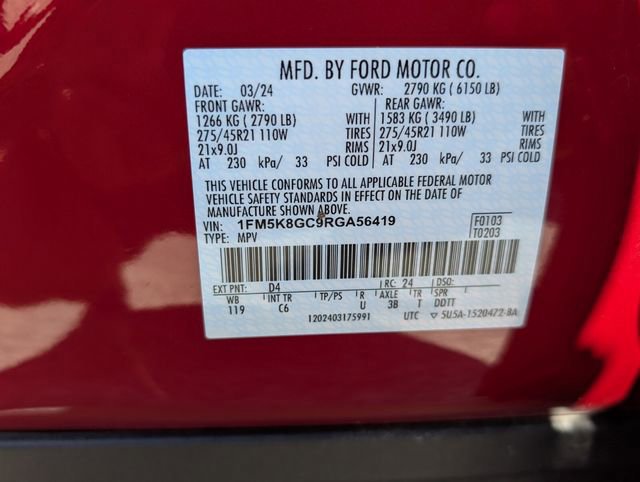 MFD. BY FORD MOTOR CO.
DATE: 03/24 GVWR: 2790 KG ( 6150 LB)
FRONT GAWR: REAR GAWR:
1266 KG ( 2790 LB) 1583 KG ( 3490 LB)
275/45R21 110W TIRES 275/45R21 110W TIRES
21x9.0J RIMS 21x9.0J RIMS
AT 230 kPa/ 33 PSI COLD AT 230 kPa/ 33 PSI COLD
THIS VEHICLE CONFORMS TO ALL APPLICABLE FEDERAL MOTOR
VEHICLE SAFETY STANDARDS IN EFFECT ON THE DATE OF
MANUFACTURE SHOWN ABOVE.
VIN: 1FM5K8GC9RGA56419 F0103
TYPE: MPV T0203
EXT PNT: D4 RC: 24 DSO:
WB INT TR TP/PS R AXLE TR SPR
119 C6 U 3B T DDTT
1202403175991 UTC ▽ 5U5A-1520472-BA